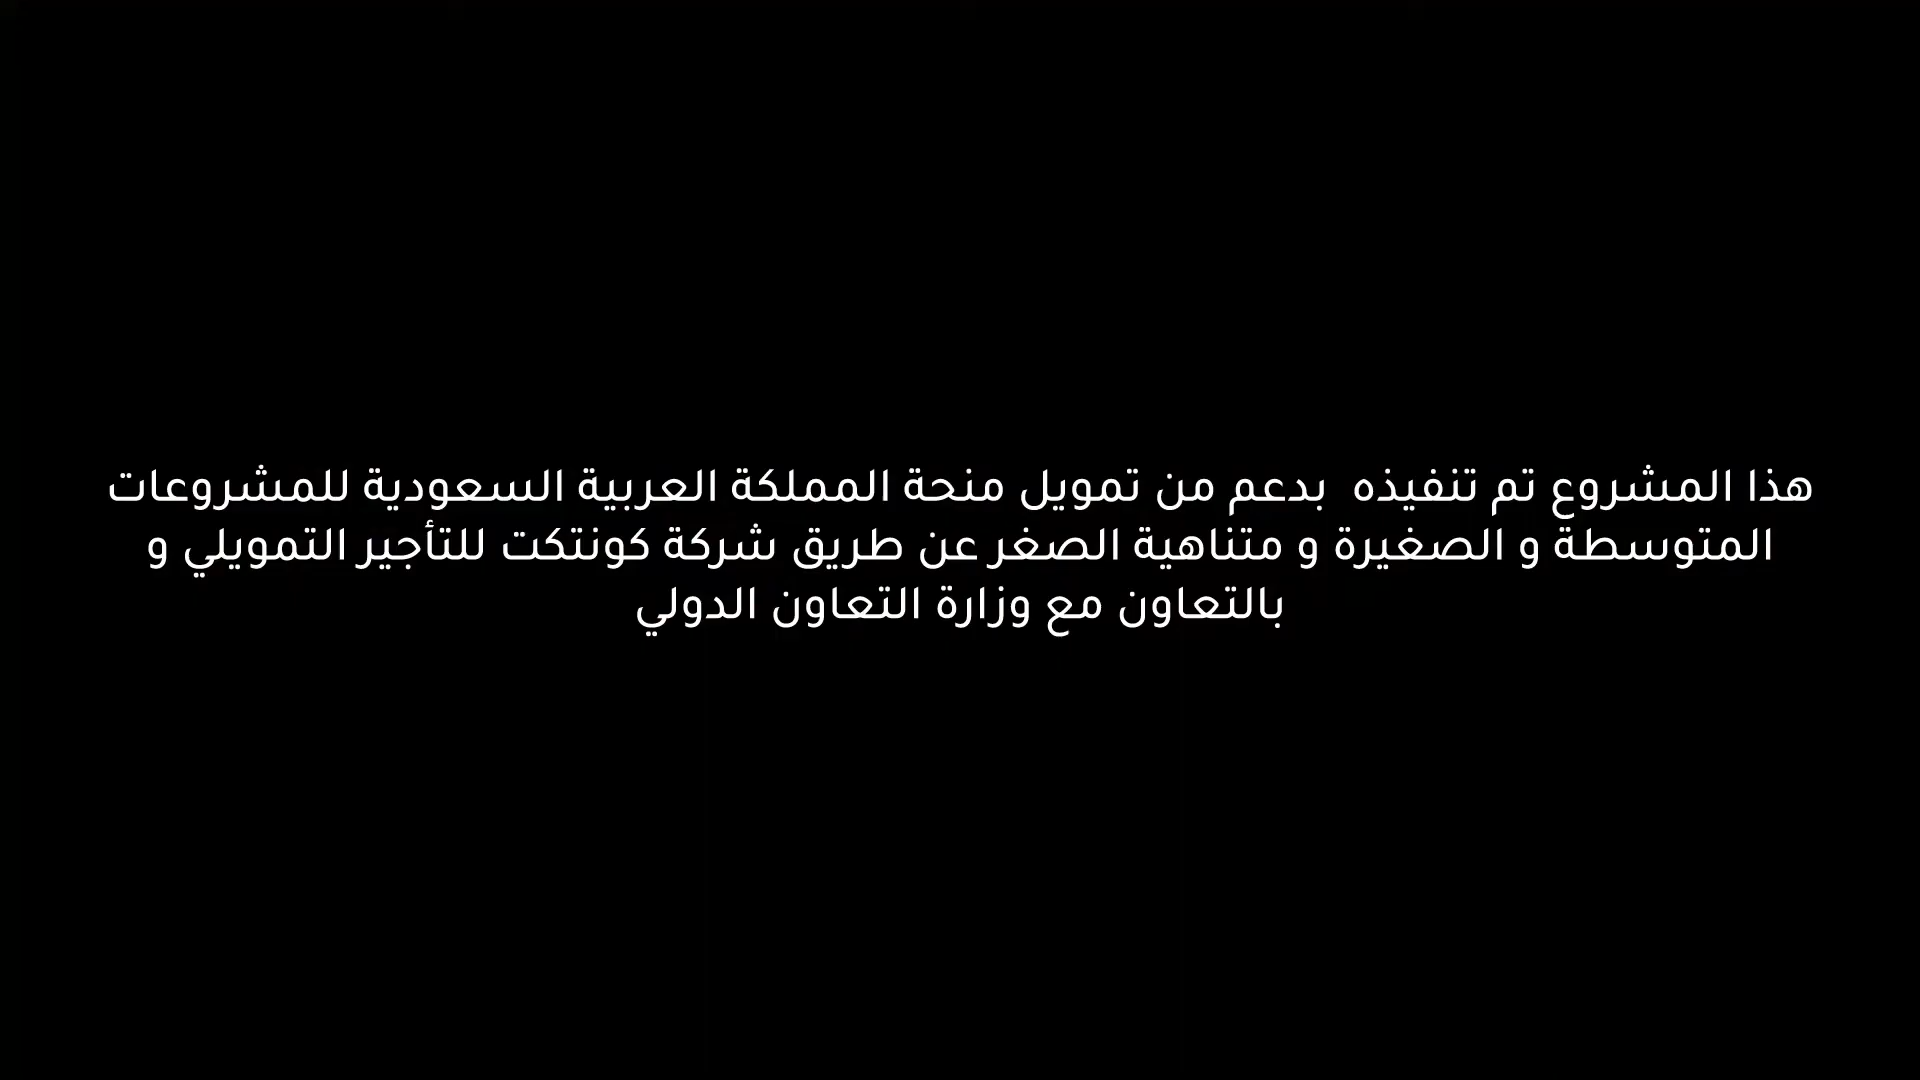 هذا المشروع تم تنفيذه  بدعم من تمويل منحة المملكة العربية السعودية للمشروعات
المتوسطة و الصغيرة و متناهية الصغر عن طريق شركة كونتكت للتأجير التمويلي و
بالتعاون مع وزارة التعاون الدولي